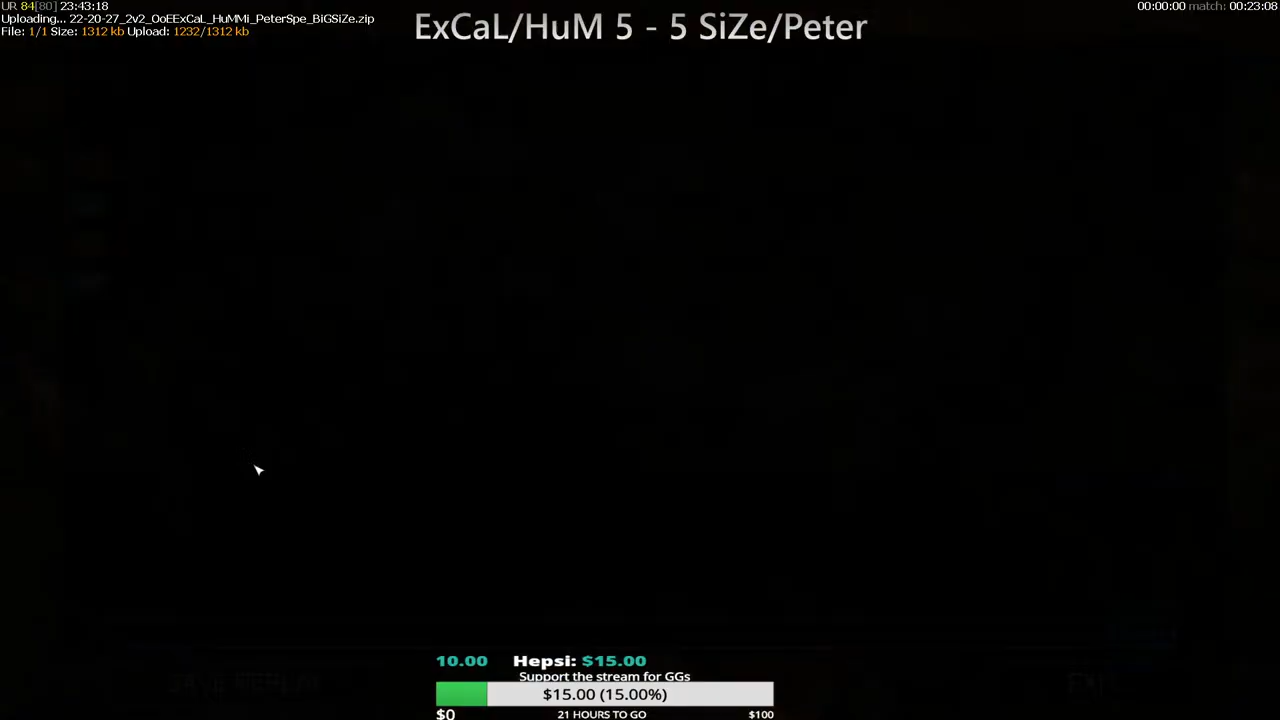 UR 84[80] 23:43:18
00:00:00 match: 00:23:08
Uploading... 22-20-27_2v2_OoEExCaL_HuMMi_PeterSpe_BiGSiZe.zip
File: 1/1 Size: 1312 kb Upload: 1232/1312 kb
ExCaL/HuM 5 - 5 SiZe/Peter
10.00 Hepsi: $15.00
Support the stream for GGs
$15.00 (15.00%)
$0 21 HOURS TO GO $100